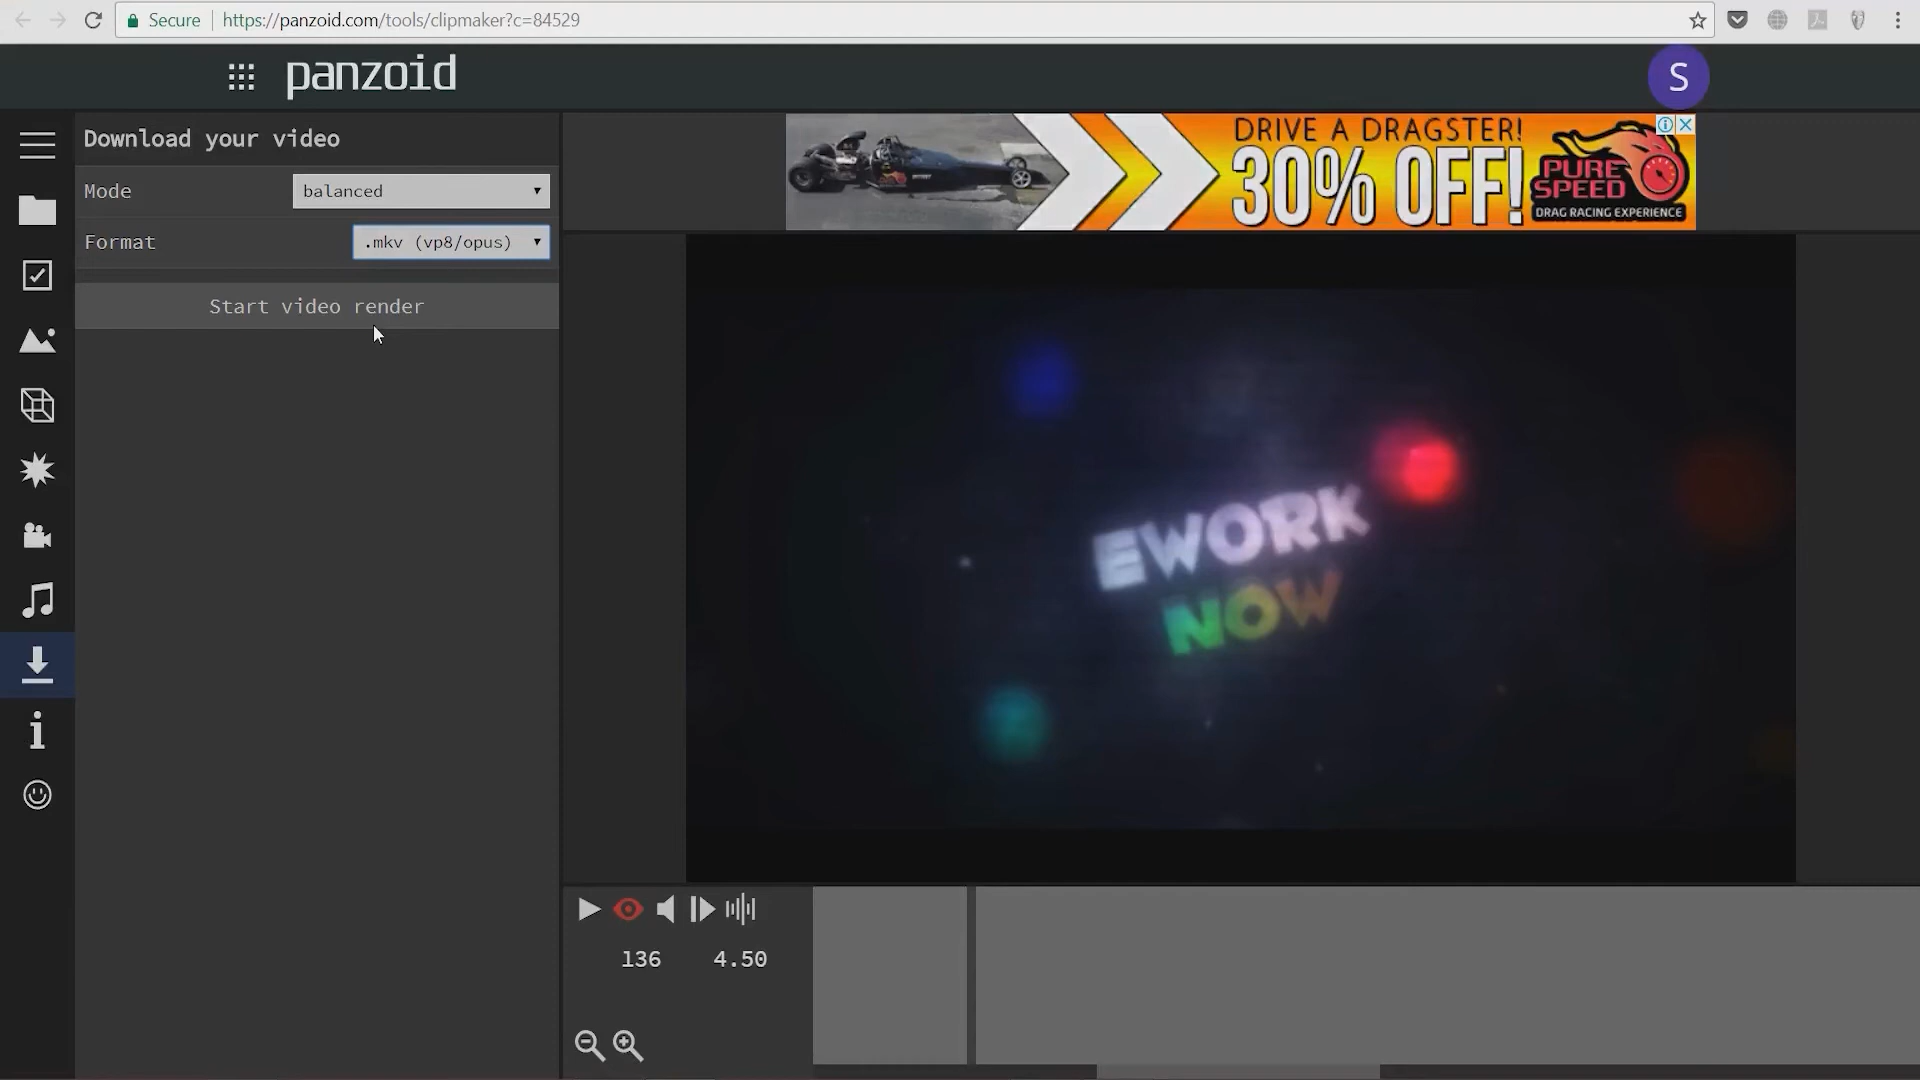 Secure https://panzoid.com/tools/clipmaker?c=84529
panzoid
S
Download your video
Mode balanced
Format .mkv (vp8/opus)
Start video render
DRIVE A DRAGSTER!
30% OFF!
PURE
SPEED
DRAG RACING EXPERIENCE
EWORK
NOW
136 4.50